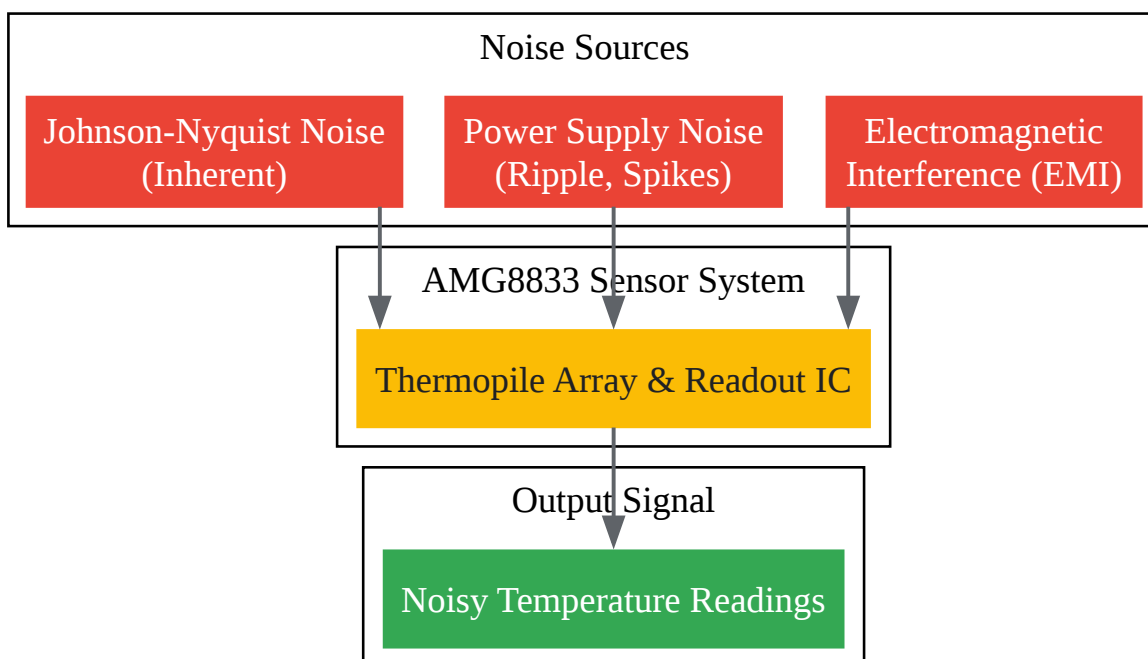 Noise Sources
Johnson-Nyquist Noise
(Inherent)
Power Supply Noise
(Ripple, Spikes)
Electromagnetic
Interference (EMI)
AMG8833 Sensor System
Thermopile Array & Readout IC
Output Signal
Noisy Temperature Readings